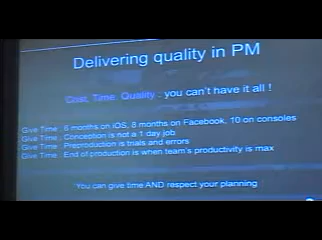 Delivering quality in PM
Cost, Time, Quality : you can't have it all !
Give Time : 6 months on iOS, 8 months on Facebook, 10 on consoles
Give Time : Conception is not a 1 day job
Give Time : Preproduction is trials and errors
Give Time : End of production is when team's productivity is max
You can give time AND respect your planning